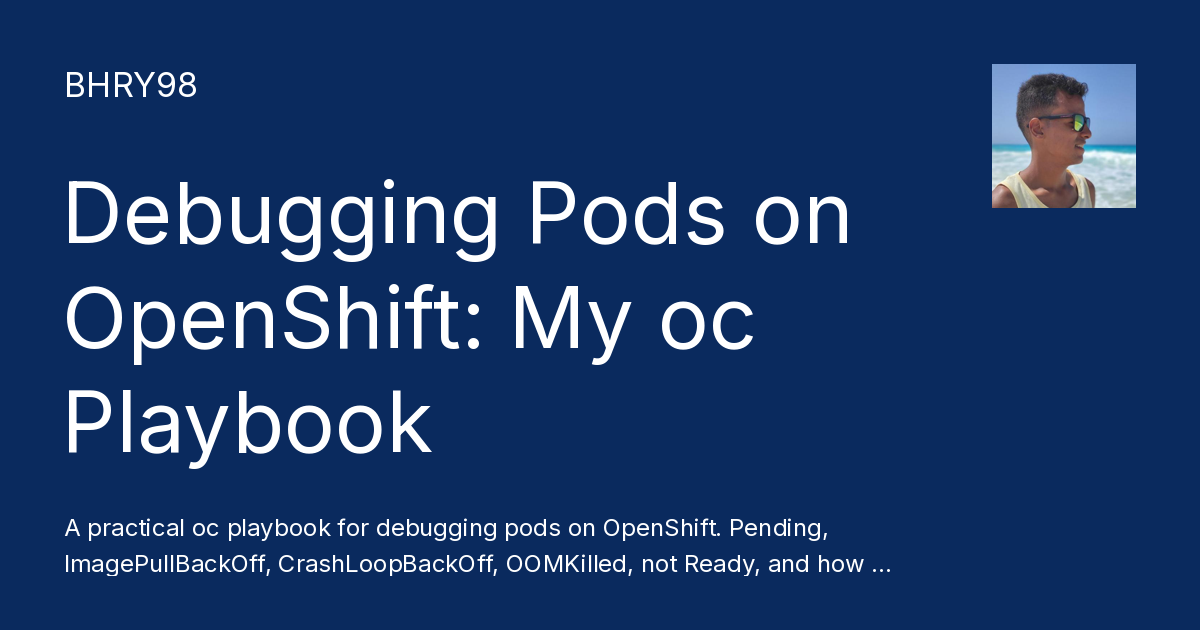 BHRY98
Debugging Pods on
OpenShift: My oc
Playbook
A practical oc playbook for debugging pods on OpenShift. Pending,
ImagePullBackOff, CrashLoopBackOff, OOMKilled, not Ready, and how ...